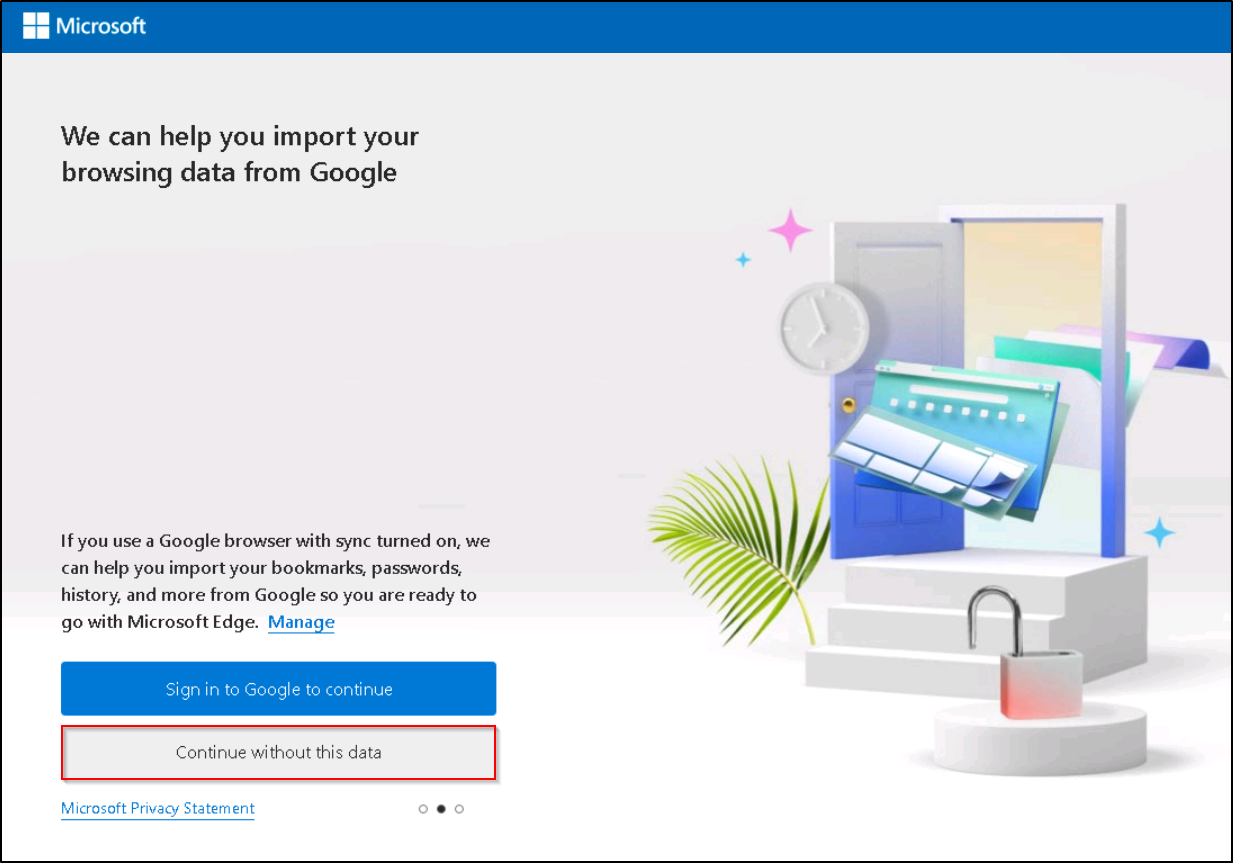 Microsoft
We can help you import your
browsing data from Google
If you use a Google browser with sync turned on, we
can help you import your bookmarks, passwords,
history, and more from Google so you are ready to
go with Microsoft Edge. Manage
Sign in to Google to continue
Continue without this data
Microsoft Privacy Statement